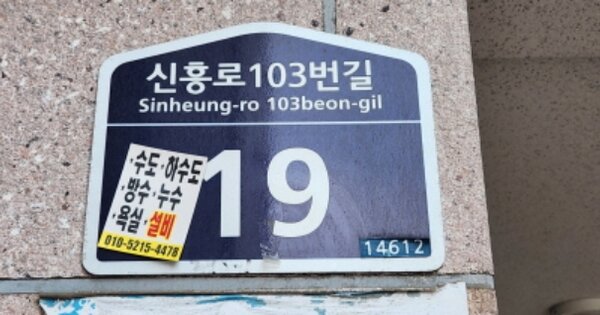 신흥로103번길
Sinheung-ro 103beon-gil
19
·수도·하수도
·방수·누수
·욕실·설비
010-5215-4478
14612